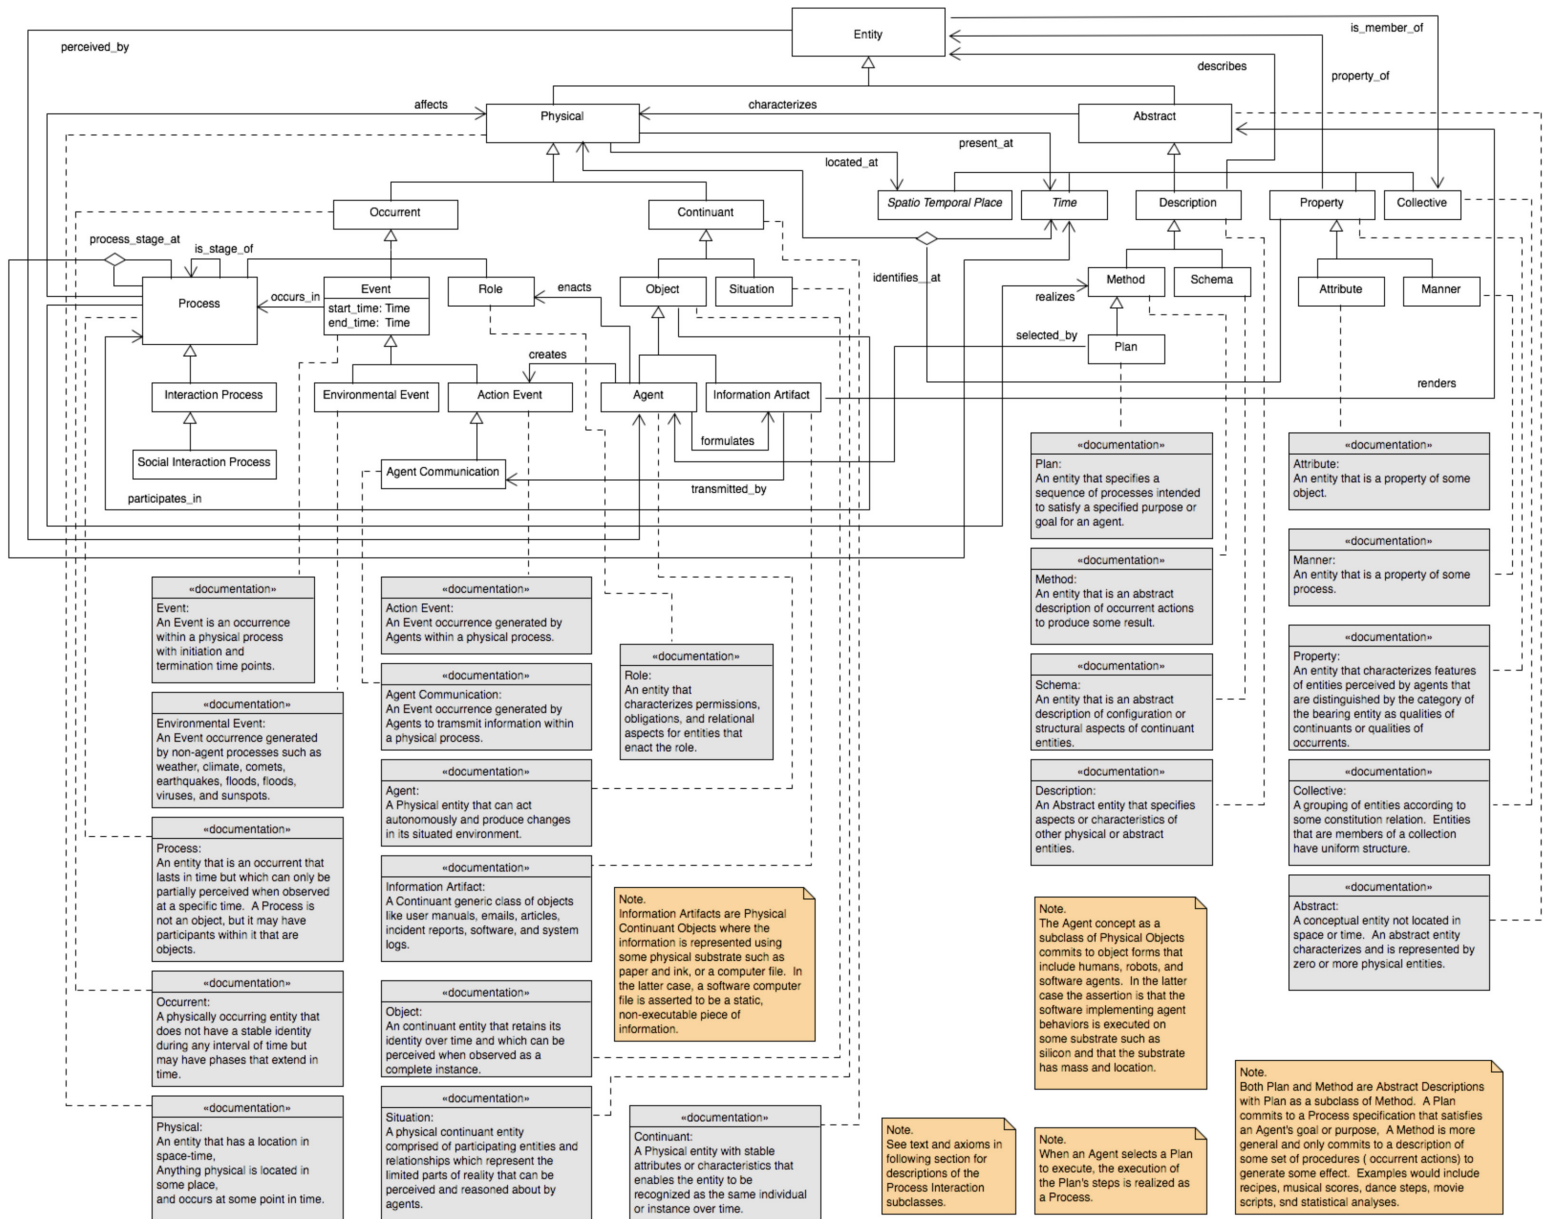 Entity
is_member_of
perceived_by
describes
property_of
affects
characterizes
Physical
Abstract
present_at
located_at
Occurrent
Continuant
Spatio Temporal Place
Time
Description
Property
Collective
process_stage_at
is_stage_of
identifies__at
Process
occurs_in
Event
start_time: Time
end_time: Time
Role
enacts
Object
Situation
realizes
Method
Schema
Attribute
Manner
selected_by
Plan
creates
renders
Interaction Process
Environmental Event
Action Event
Agent
Information Artifact
formulates
Social Interaction Process
Agent Communication
transmitted_by
participates_in
«documentation»
Plan:
An entity that specifies a
sequence of processes intended
to satisfy a specified purpose or
goal for an agent.
«documentation»
Attribute:
An entity that is a property of some
object.
«documentation»
Manner:
An entity that is a property of some
process.
«documentation»
Method:
An entity that is an abstract
description of occurrent actions
to produce some result.
«documentation»
Event:
An Event is an occurrence
within a physical process
with initiation and
termination time points.
«documentation»
Action Event:
An Event occurrence generated by
Agents within a physical process.
«documentation»
Role:
An entity that
characterizes permissions,
obligations, and relational
aspects for entities that
enact the role.
«documentation»
Schema:
An entity that is an abstract
description of configuration or
structural aspects of continuant
entities.
«documentation»
Property:
An entity that characterizes features
of entities perceived by agents that
are distinguished by the category of
the bearing entity as qualities of
continuants or qualities of
occurrents.
«documentation»
Environmental Event:
An Event occurrence generated
by non-agent processes such as
weather, climate, comets,
earthquakes, floods, floods,
viruses, and sunspots.
«documentation»
Agent Communication:
An Event occurrence generated by
Agents to transmsit information within
a physical process.
«documentation»
Agent:
A Physical entity that can act
autonomously and produce changes
in its situated environment.
«documentation»
Description:
An Abstract entity that specifies
aspects or characteristics of
other physical or abstract
entities.
«documentation»
Collective:
A grouping of entities according to
some constitution relation.  Entities
that are members of a collection
have uniform structure.
«documentation»
Process:
An entity that is an occurrent that
lasts in time but which can only be
partially perceived when observed
at a specific time.  A Process is
not an object, but it may have
participants within it that are
objects.
«documentation»
Information Artifact:
A Continuant generic class of objects
like user manuals, emails, articles,
incident reports, software, and system
logs.
Note.
Information Artifacts are Physical
Continuant Objects where the
information is represented using
some physical substrate such as
paper and ink, or a computer file.  In
the latter case, a software computer
file is asserted to be a static,
non-executable piece of
information.
Note.
The Agent concept as a
subclass of Physical Objects
commits to object forms that
include humans, robots, and
software agents.  In the latter
case the assertion is that the
software implementing agent
behaviors is executed on
some substrate such as
silicon and that the substrate
has mass and location.
«documentation»
Abstract:
A conceptual entity not located in
space or time.  An abstract entity
characterizes and is represented by
zero or more physical entities.
«documentation»
Occurrent:
A physically occurring entity that
does not have a stable identity
during any interval of time but
may have phases that extend in
time.
«documentation»
Object:
An continuant entity that retains its
identity over time and which can be
perceived when observed as a
complete instance.
«documentation»
Physical:
An entity that has a location in
space-time,
Anything physical is located in
some place,
and occurs at some point in time.
«documentation»
Situation:
A physical continuant entity
comprised of participating entities and
relationships which represent the
limited parts of reality that can be
perceived and reasoned about by
agents.
«documentation»
Continuant:
A Physical entity with stable
attributes or characteristics that
enables the entity to be
recognized as the same individual
or instance over time.
Note.
See text and axioms in
following section for
descriptions of the
Process Interaction
subclasses.
Note.
When an Agent selects a Plan
to execute, the execution of
the Plan's steps is realized as
a Process.
Note.
Both Plan and Method are Abstract Descriptions
with Plan as a subclass of Method.  A Plan
commits to a Process specification that satisfies
an Agent's goal or purpose,  A Method is more
general and only commits to a description of
some set of procedures ( occurrent actions) to
generate some effect.  Examples would include
recipes, musical scores, dance steps, movie
scripts, snd statistical analyses.